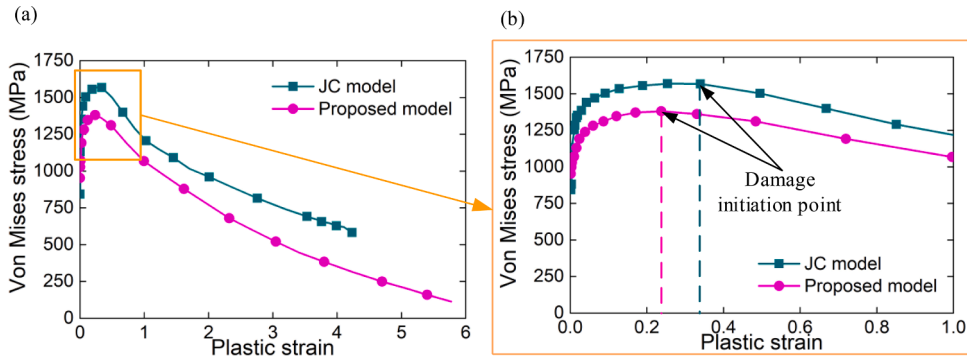 (a)
1750
1500
1250
1000
750
500
250
0
Von Mises stress (MPa)
JC model
Proposed model
0 1 2 3 4 5 6
Plastic strain
(b)
1750
1500
1250
1000
750
500
250
0
Von Mises stress (MPa)
Damage
initiation point
JC model
Proposed model
0.0 0.2 0.4 0.6 0.8 1.0
Plastic strain